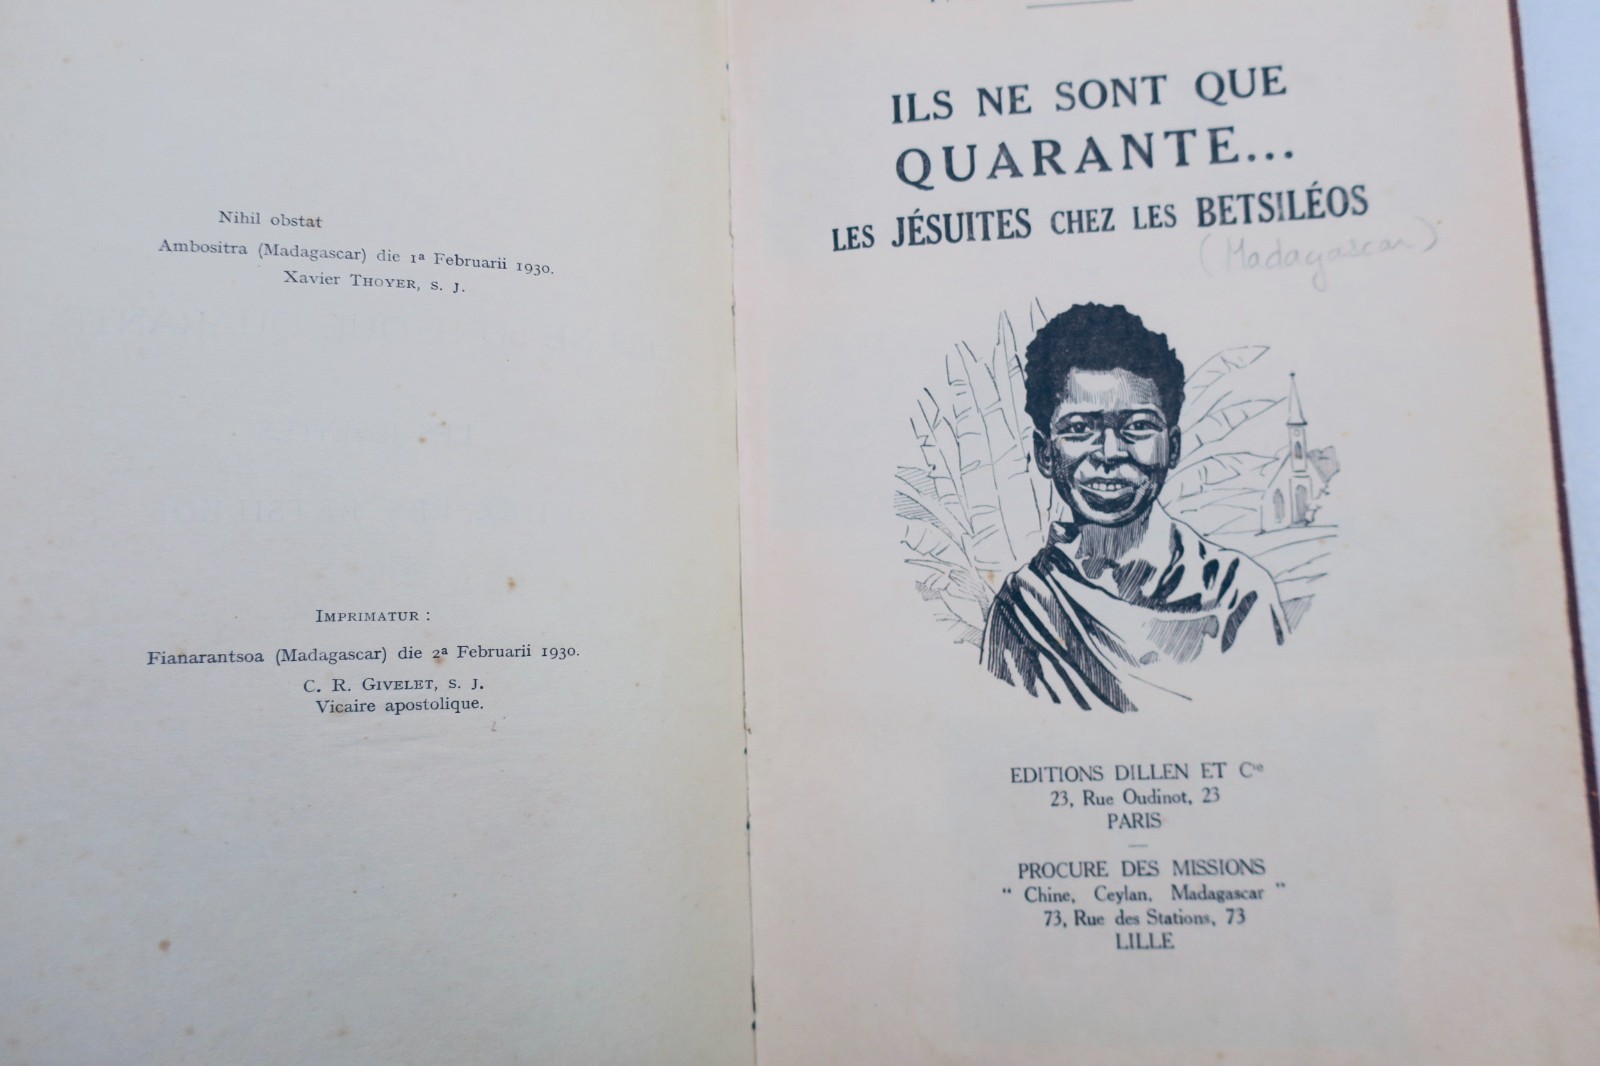 Nihil obstat
Ambositra (Madagascar) die 1ª Februarii 1930.
Xavier THOYER, S. J.
IMPRIMATUR :
Fianarantsoa (Madagascar) die 2ª Februarii 1930.
C. R. GIVELET, S. J.
Vicaire apostolique.
ILS NE SONT QUE
QUARANTE...
LES JÉSUITES CHEZ LES BETSILÉOS
(Madagascar)
EDITIONS DILLEN ET Cie
23, Rue Oudinot, 23
PARIS
PROCURE DES MISSIONS
" Chine, Ceylan, Madagascar "
73, Rue des Stations, 73
LILLE